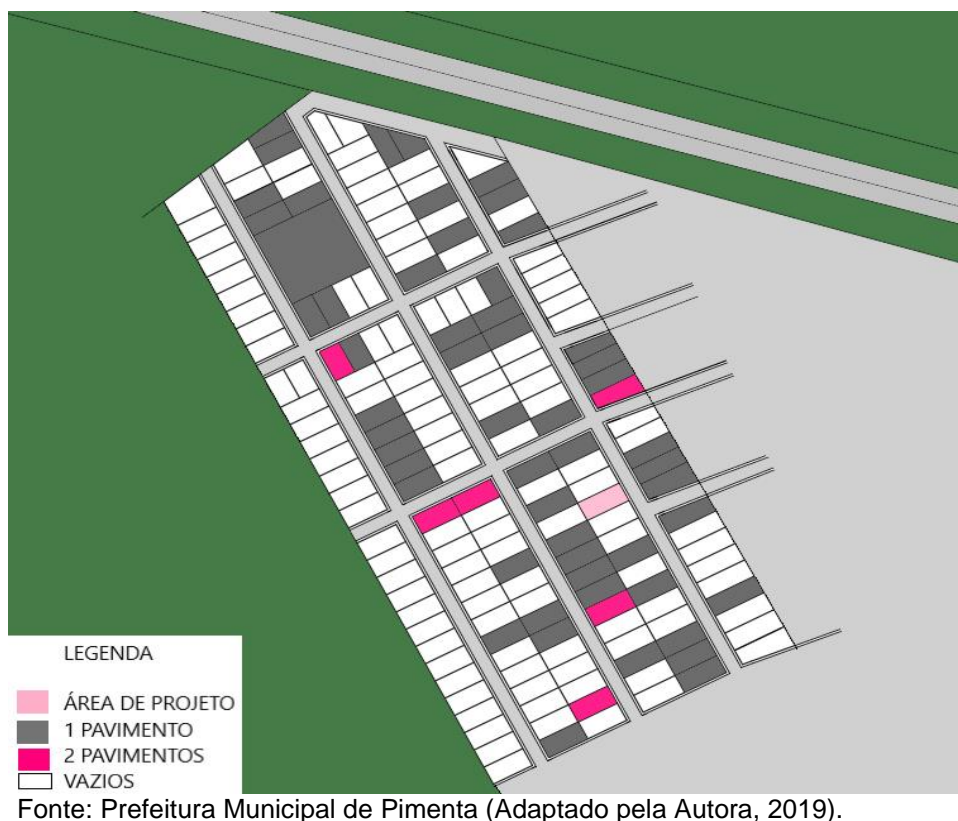 LEGENDA
ÁREA DE PROJETO
1 PAVIMENTO
2 PAVIMENTOS
VAZIOS
Fonte: Prefeitura Municipal de Pimenta (Adaptado pela Autora, 2019).